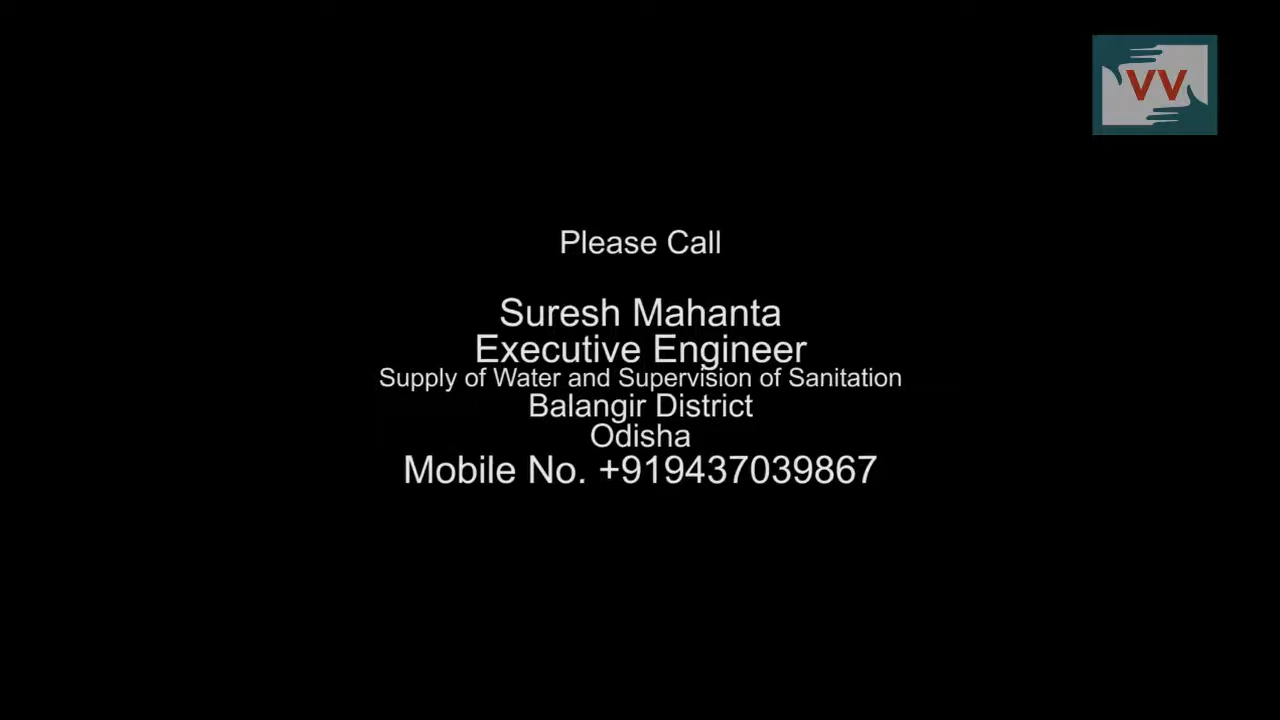 VV
Please Call
Suresh Mahanta
Executive Engineer
Supply of Water and Supervision of Sanitation
Balangir District
Odisha
Mobile No. +919437039867